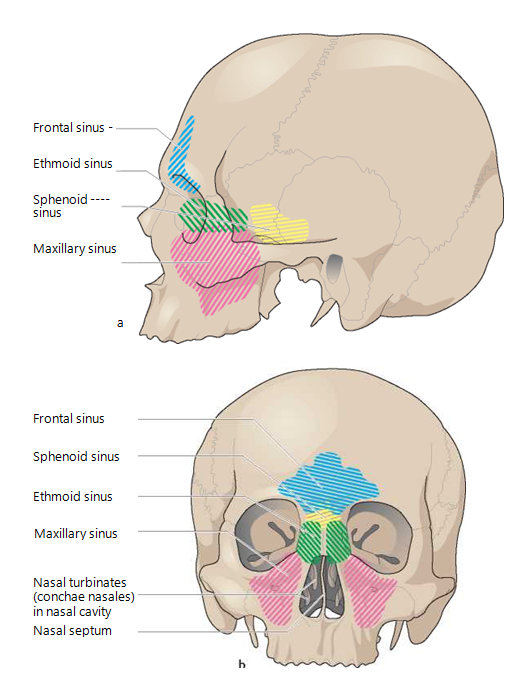 Frontal sinus -
Ethmoid sinus
Sphenoid ----
sinus
Maxillary sinus
a
Frontal sinus
Sphenoid sinus
Ethmoid sinus
Maxillary sinus
Nasal turbinates
(conchae nasales)
in nasal cavity
Nasal septum
b